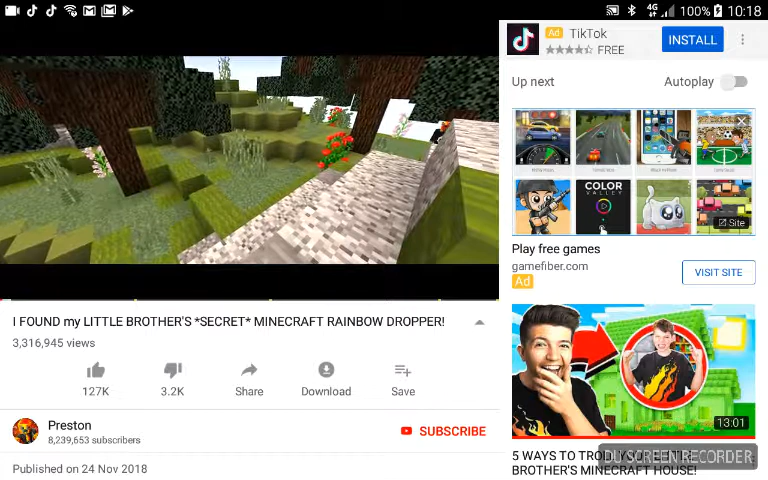 4G 100% 10:18
Ad TikTok
FREE
INSTALL
Up next
Autoplay
COLOR
VALLEY
Site
Play free games
gamefiber.com
Ad
VISIT SITE
I FOUND my LITTLE BROTHER'S *SECRET* MINECRAFT RAINBOW DROPPER!
3,316,945 views
127K
3.2K
Share
Download
Save
Preston
8,239,653 subscribers
SUBSCRIBE
Published on 24 Nov 2018
13:01
5 WAYS TO
BROTHER'S MINECRAFT HOUSE!
DU SCREEN RECORDER